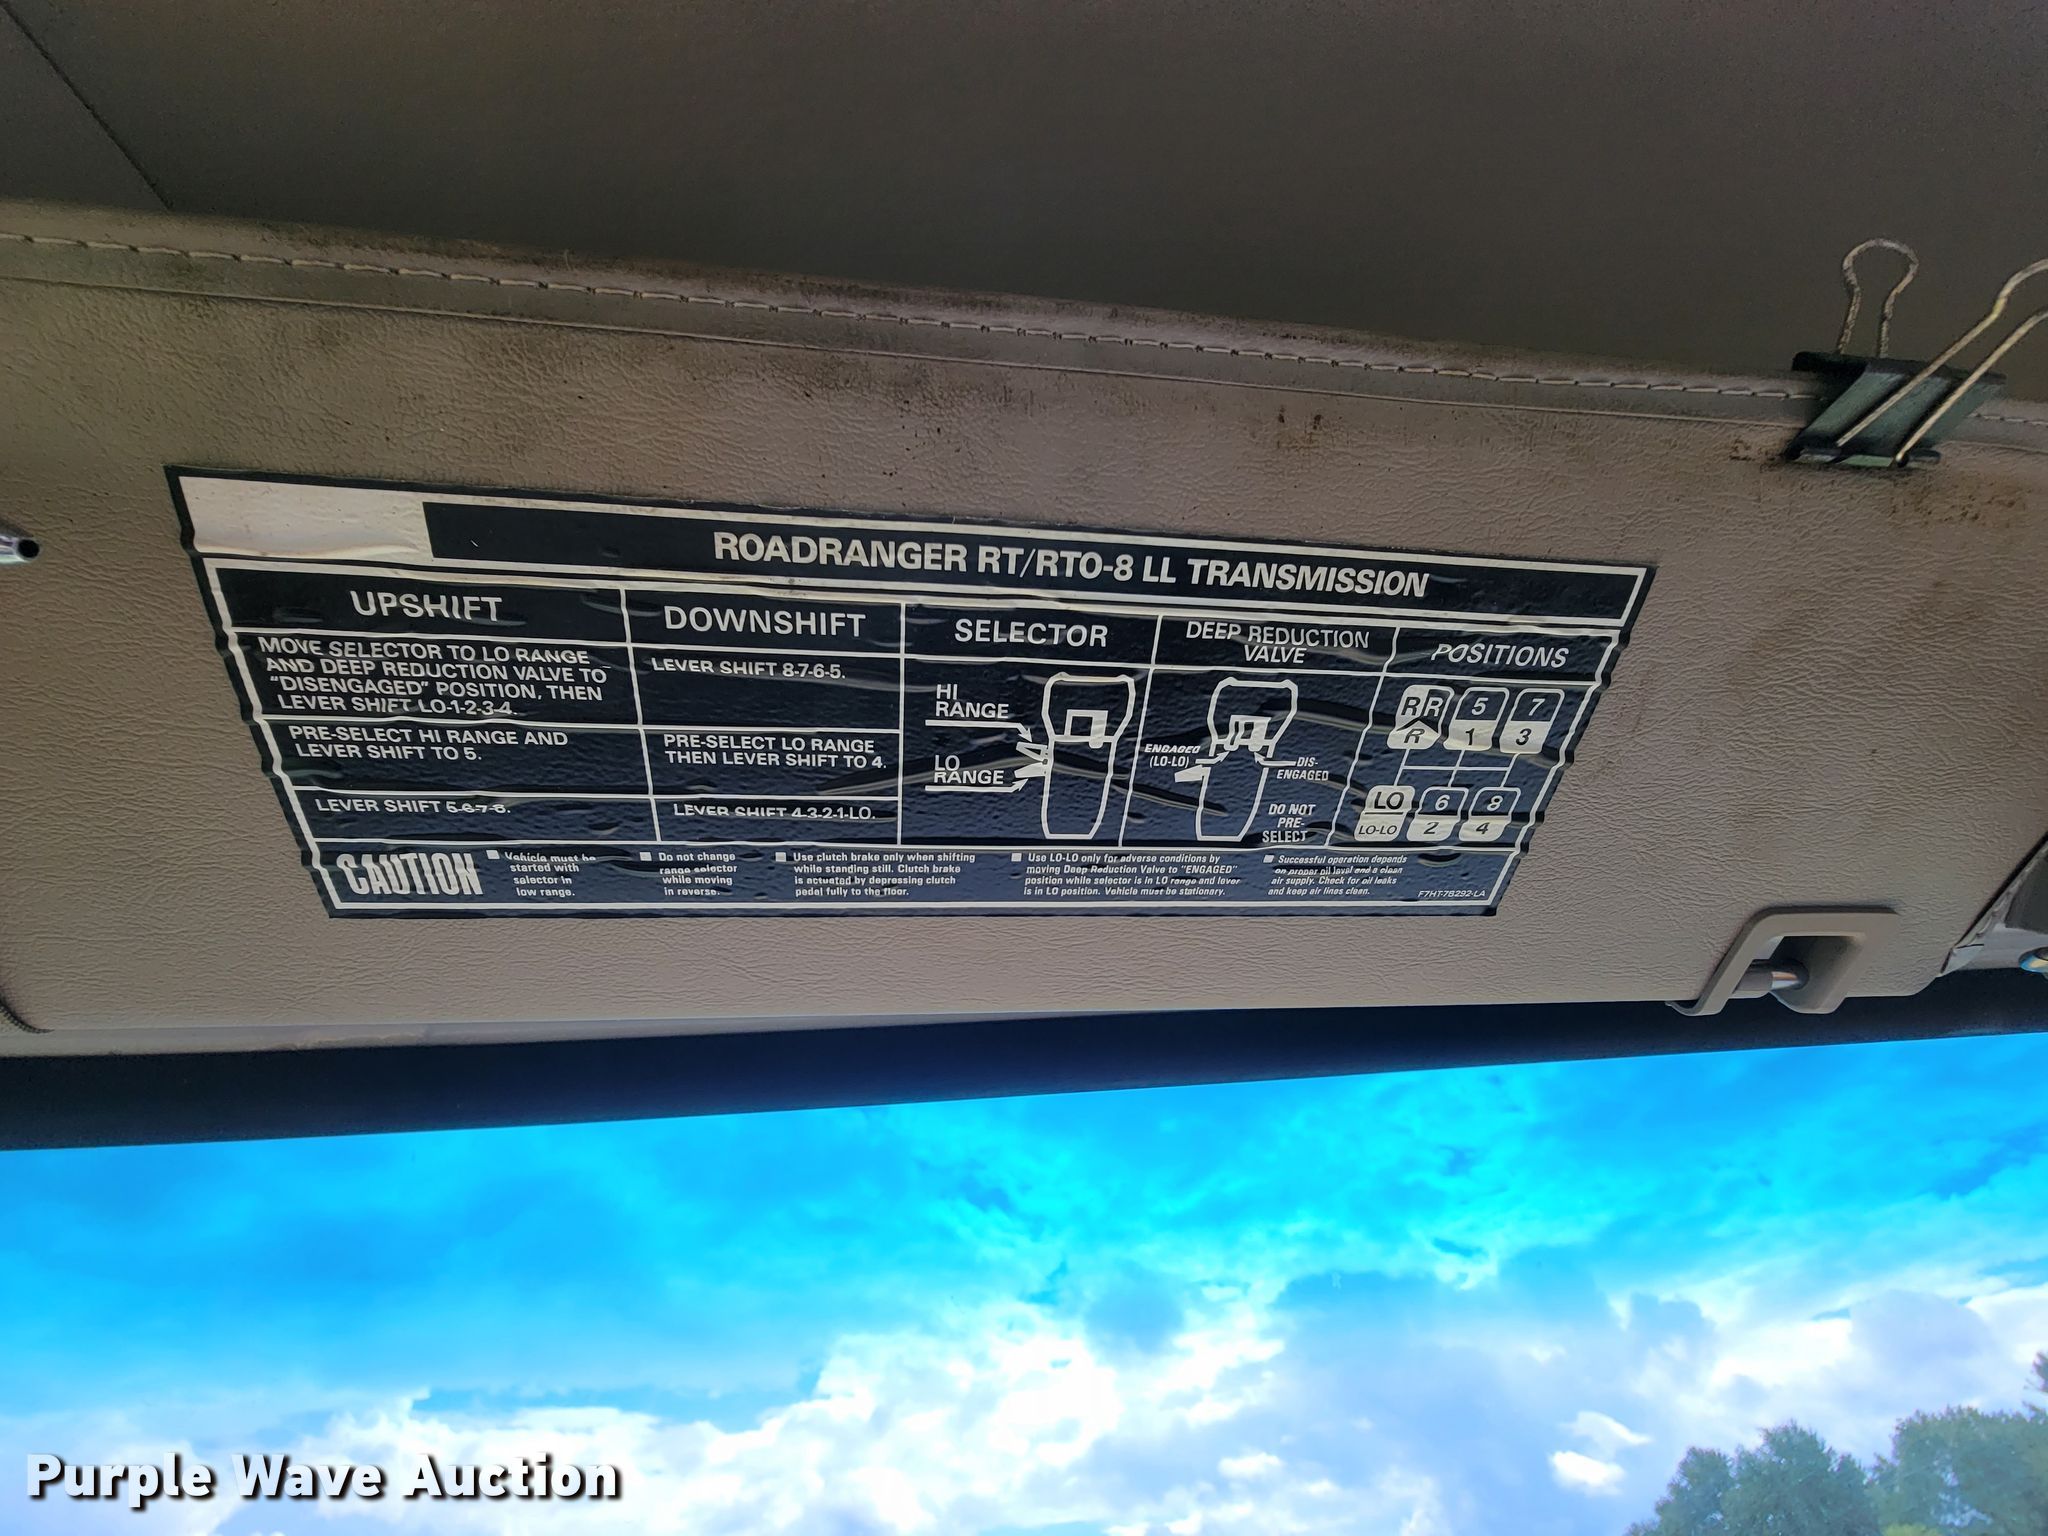 ROADRANGER RT/RTO-8 LL TRANSMISSION
UPSHIFT
MOVE SELECTOR TO LO RANGE
AND DEEP REDUCTION VALVE TO
"DISENGAGED" POSITION, THEN
LEVER SHIFT LO-1-2-3-4.
PRE-SELECT HI RANGE AND
LEVER SHIFT TO 5.
LEVER SHIFT 5-6-7-8.
DOWNSHIFT
LEVER SHIFT 8-7-6-5.
PRE-SELECT LO RANGE
THEN LEVER SHIFT TO 4.
LEVER SHIFT 4-3-2-1-LO.
SELECTOR
HI
RANGE
LO
RANGE
DEEP REDUCTION
VALVE
ENGAGED
(LO-LO)
DIS-
ENGAGED
DO NOT
PRE-
SELECT
POSITIONS
R R 5 7
R 1 3
LO 6 8
LO-LO 2 4
CAUTION
Vehicle must be
started with
selector in
low range.
Do not change
range selector
while moving
in reverse.
Use clutch brake only when shifting
while standing still. Clutch brake
is actuated by depressing clutch
pedal fully to the floor.
Use LO-LO only for adverse conditions by
moving Deep Reduction Valve to "ENGAGED"
position while selector is in LO range and lever
is in LO position. Vehicle must be stationary.
Successful operation depends
on proper oil level and a clean
air supply. Check for oil leaks
and keep air lines clean.
F7HT-7B292-LA
Purple Wave Auction